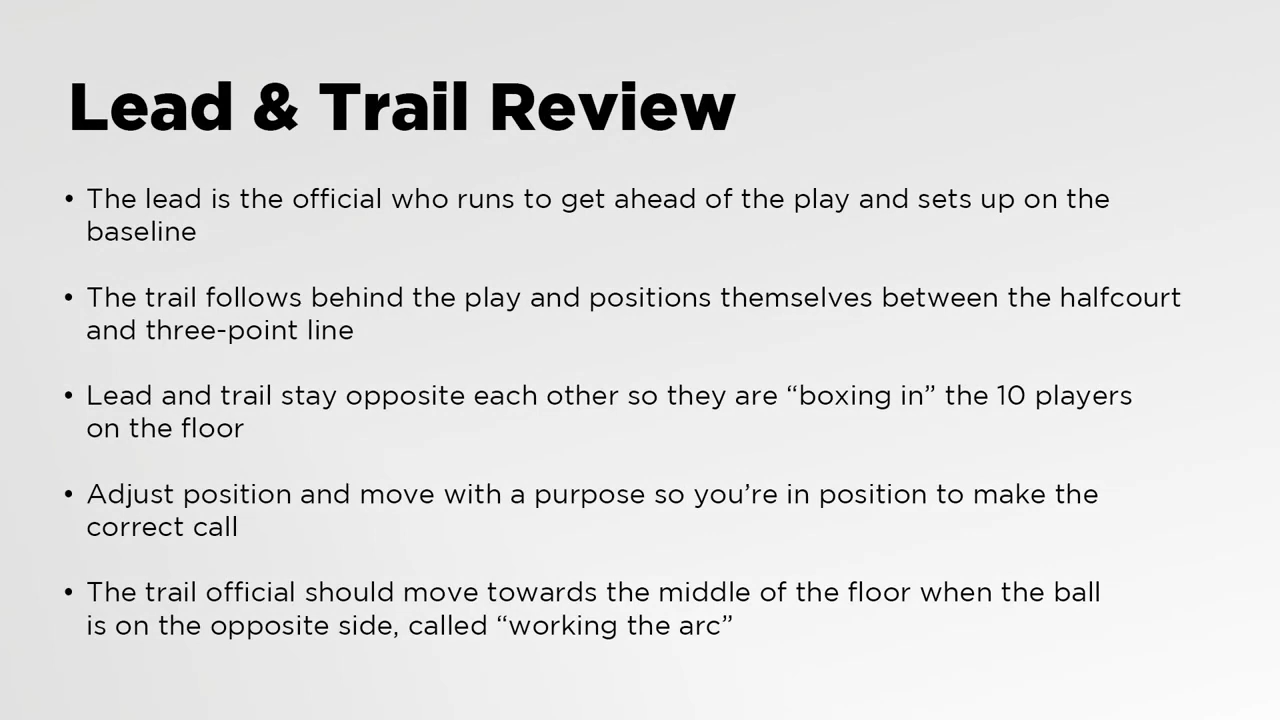 Lead & Trail Review
• The lead is the official who runs to get ahead of the play and sets up on the
baseline
• The trail follows behind the play and positions themselves between the halfcourt
and three-point line
• Lead and trail stay opposite each other so they are “boxing in” the 10 players
on the floor
• Adjust position and move with a purpose so you’re in position to make the
correct call
• The trail official should move towards the middle of the floor when the ball
is on the opposite side, called “working the arc”